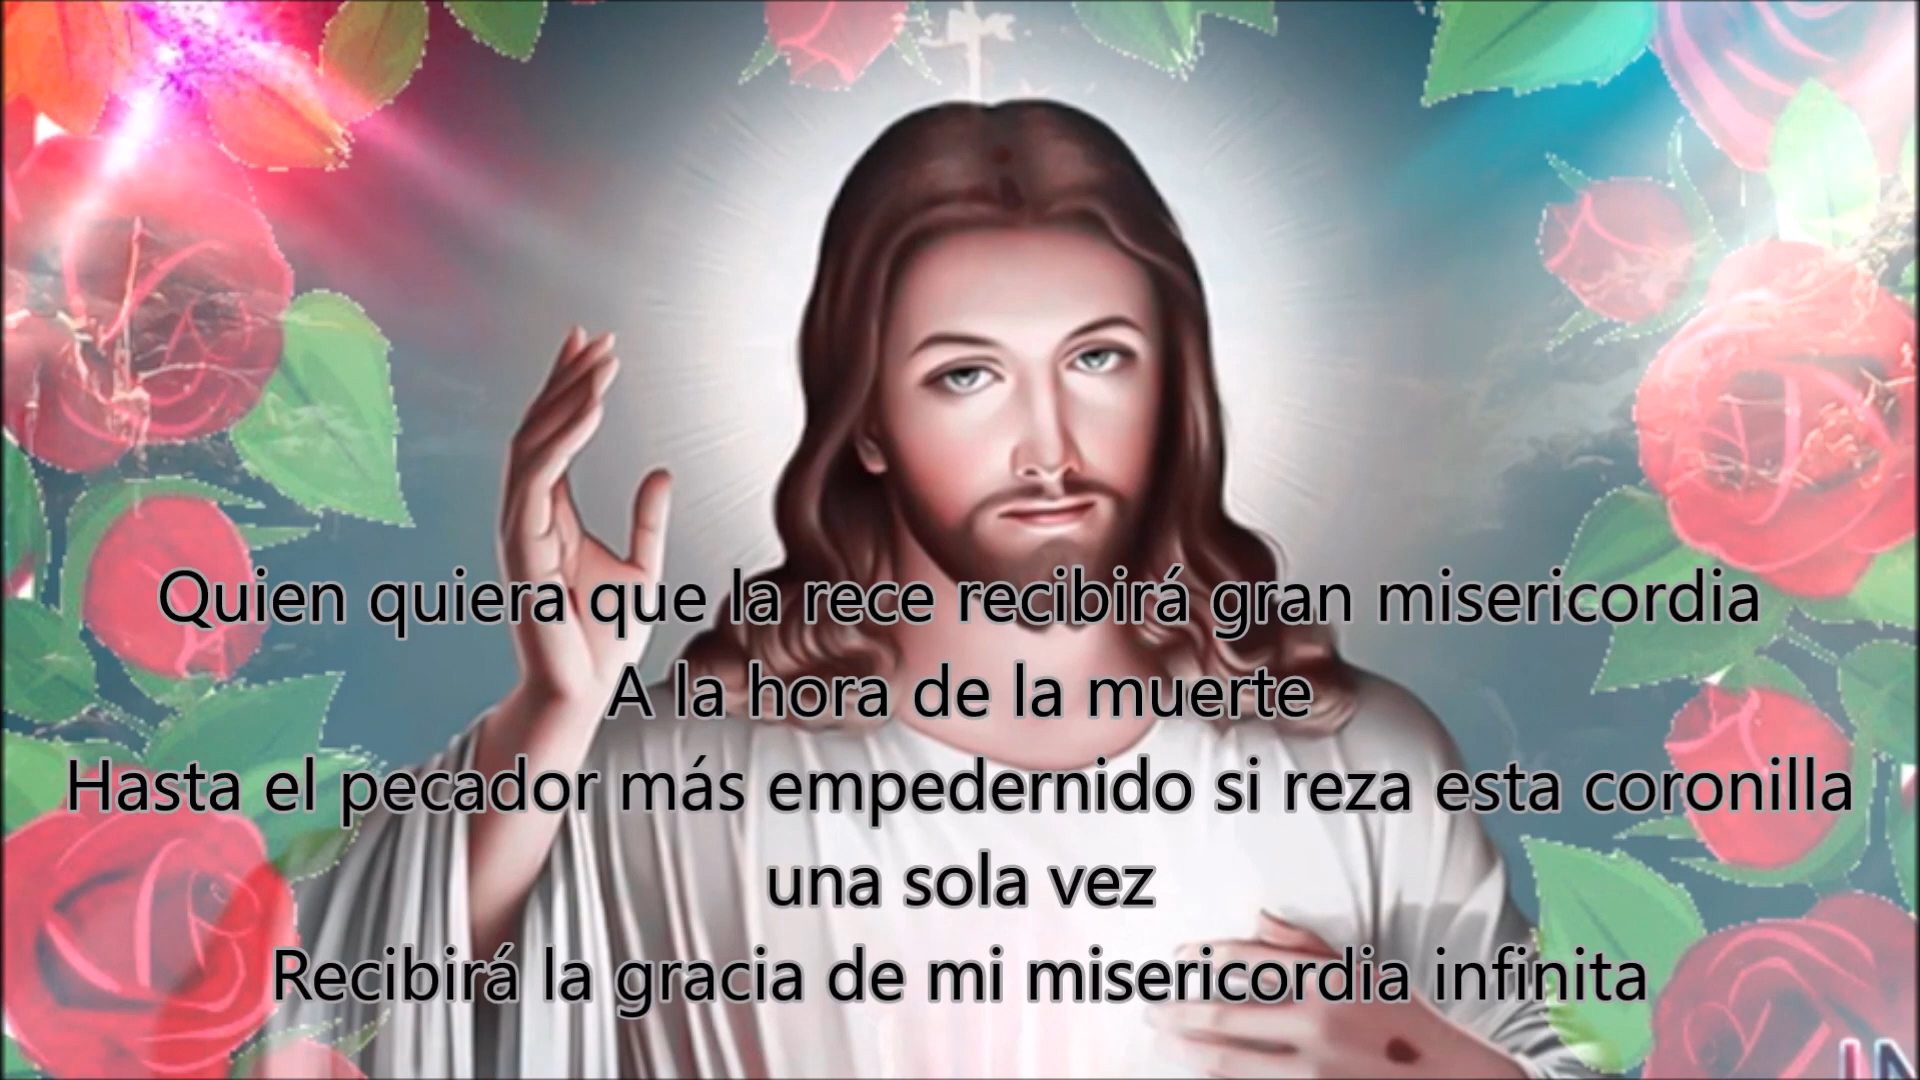 Quien quiera que la rece recibirá gran misericordia
A la hora de la muerte
Hasta el pecador más empedernido si reza esta coronilla
una sola vez
Recibirá la gracia de mi misericordia infinita